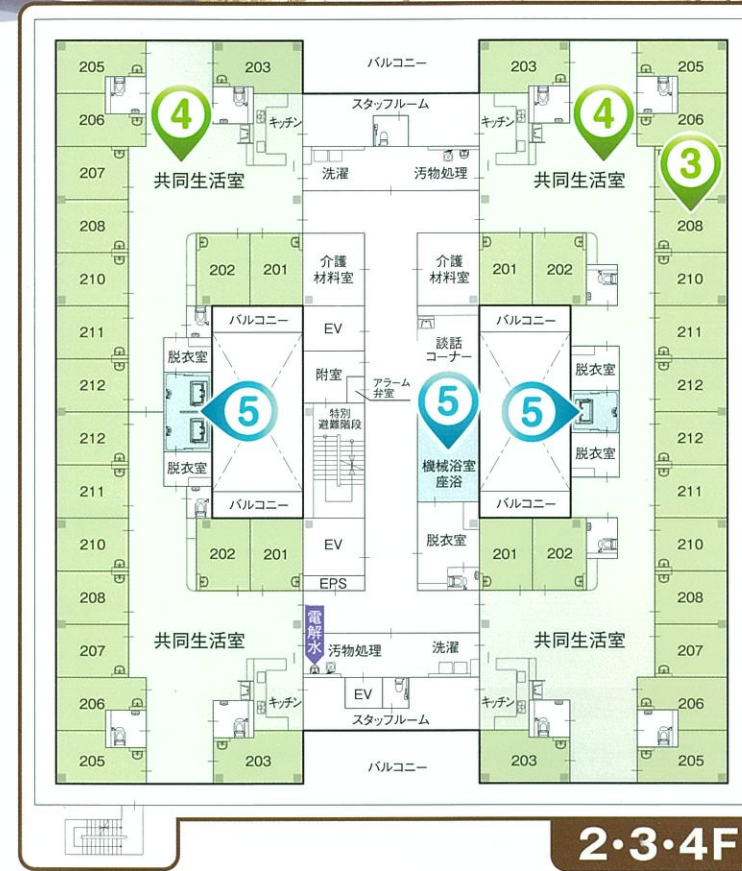 バルコニー
205
203
203
205
スタッフルーム
206
キッチン
キッチン
206
4
4
3
207
共同生活室
洗濯
汚物処理
共同生活室
208
208
202
201
介護
材料室
介護
材料室
201
202
210
210
バルコニー
EV
バルコニー
211
談話
コーナー
211
脱衣室
附室
脱衣室
212
アラーム
弁室
212
5
5
5
特別
避難階段
212
212
脱衣室
機械浴室
座浴
脱衣室
211
211
バルコニー
バルコニー
210
202
201
EV
脱衣室
201
202
210
EPS
208
208
電解水
共同生活室
汚物処理
洗濯
共同生活室
207
207
206
キッチン
EV
キッチン
206
スタッフルーム
205
203
バルコニー
203
205
2・3・4F